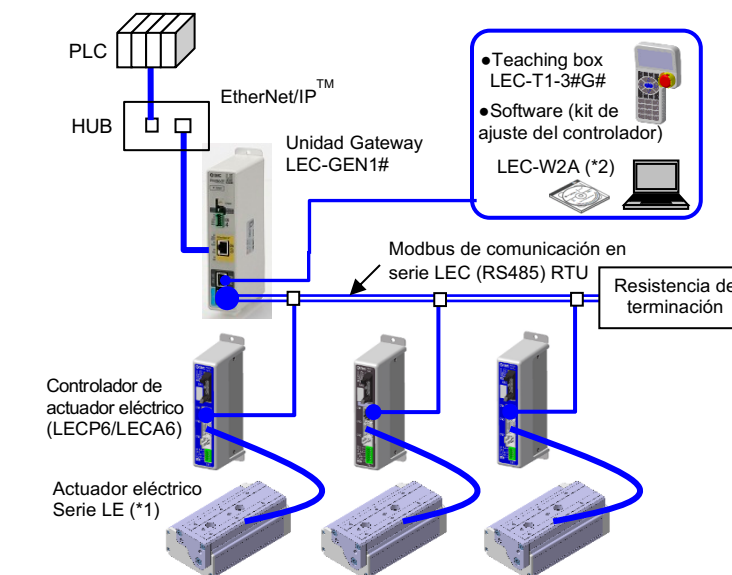 PLC
HUB
EtherNet/IP™
Unidad Gateway
LEC-GEN1#
●Teaching box
LEC-T1-3#G#
●Software (kit de
ajuste del controlador)
LEC-W2A (*2)
Modbus de comunicación en
serie LEC (RS485) RTU
Resistencia de
terminación
Controlador de
actuador eléctrico
(LECP6/LECA6)
Actuador eléctrico
Serie LE (*1)